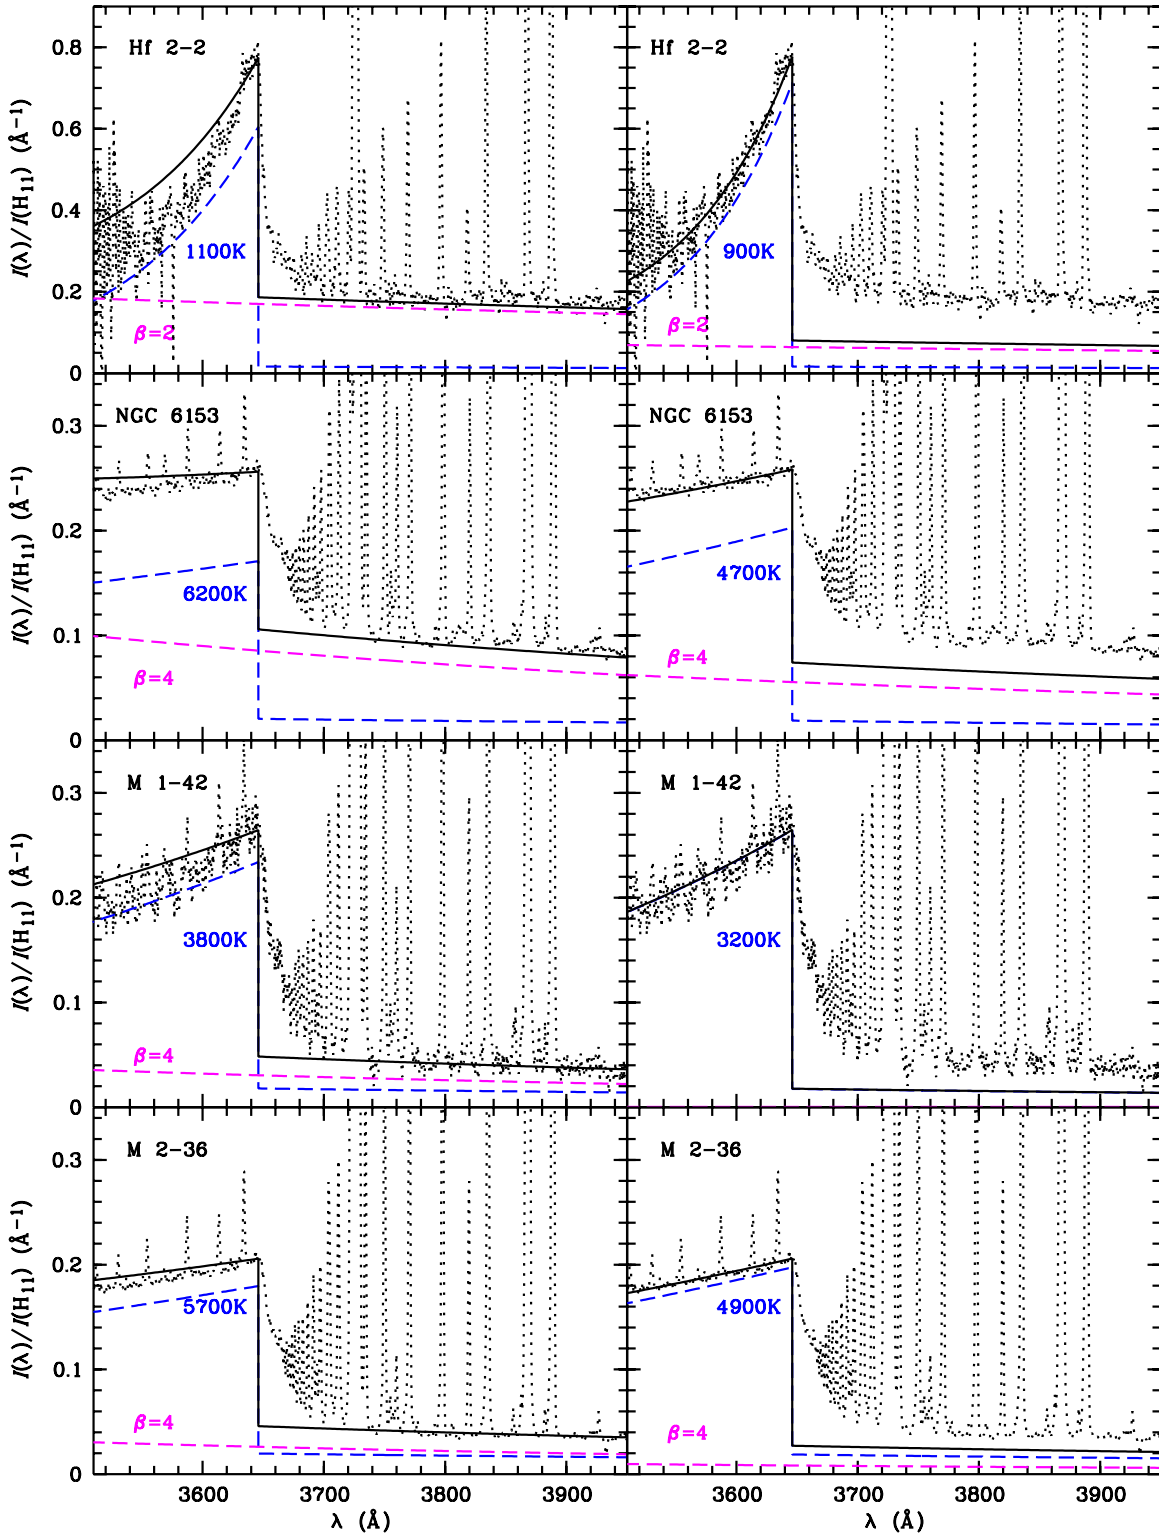 Hf 2-2
Hf 2-2
1100K
900K
β=2
β=2
0.8
0.6
0.4
0.2
0
I(λ)/I(H11) (Å−1)
NGC 6153
NGC 6153
6200K
4700K
β=4
β=4
0.3
0.2
0.1
0
I(λ)/I(H11) (Å−1)
M 1-42
M 1-42
3800K
3200K
β=4
0.3
0.2
0.1
0
I(λ)/I(H11) (Å−1)
M 2-36
M 2-36
5700K
4900K
β=4
β=4
0.3
0.2
0.1
0
I(λ)/I(H11) (Å−1)
3600 3700 3800 3900
3600 3700 3800 3900
λ (Å)
λ (Å)